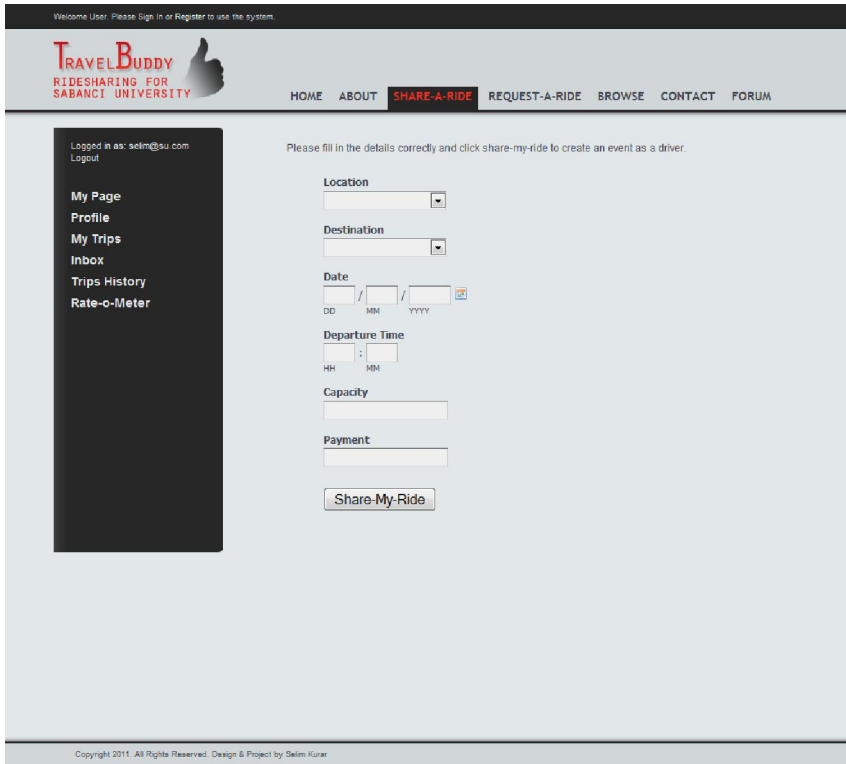 Welcome User. Please Sign In or Register to use the system.
TRAVELBUDDY
RIDESHARING FOR
SABANCI UNIVERSITY
HOME ABOUT SHARE-A-RIDE REQUEST-A-RIDE BROWSE CONTACT FORUM
Logged in as: selim@su.com
Logout
My Page
Profile
My Trips
Inbox
Trips History
Rate-o-Meter
Please fill in the details correctly and click share-my-ride to create an event as a driver.
Location
Destination
Date
/ /
DD MM YYYY
Departure Time
:
HH MM
Capacity
Payment
Share-My-Ride
Copyright 2011. All Rights Reserved. Design & Project by Selim Kurar